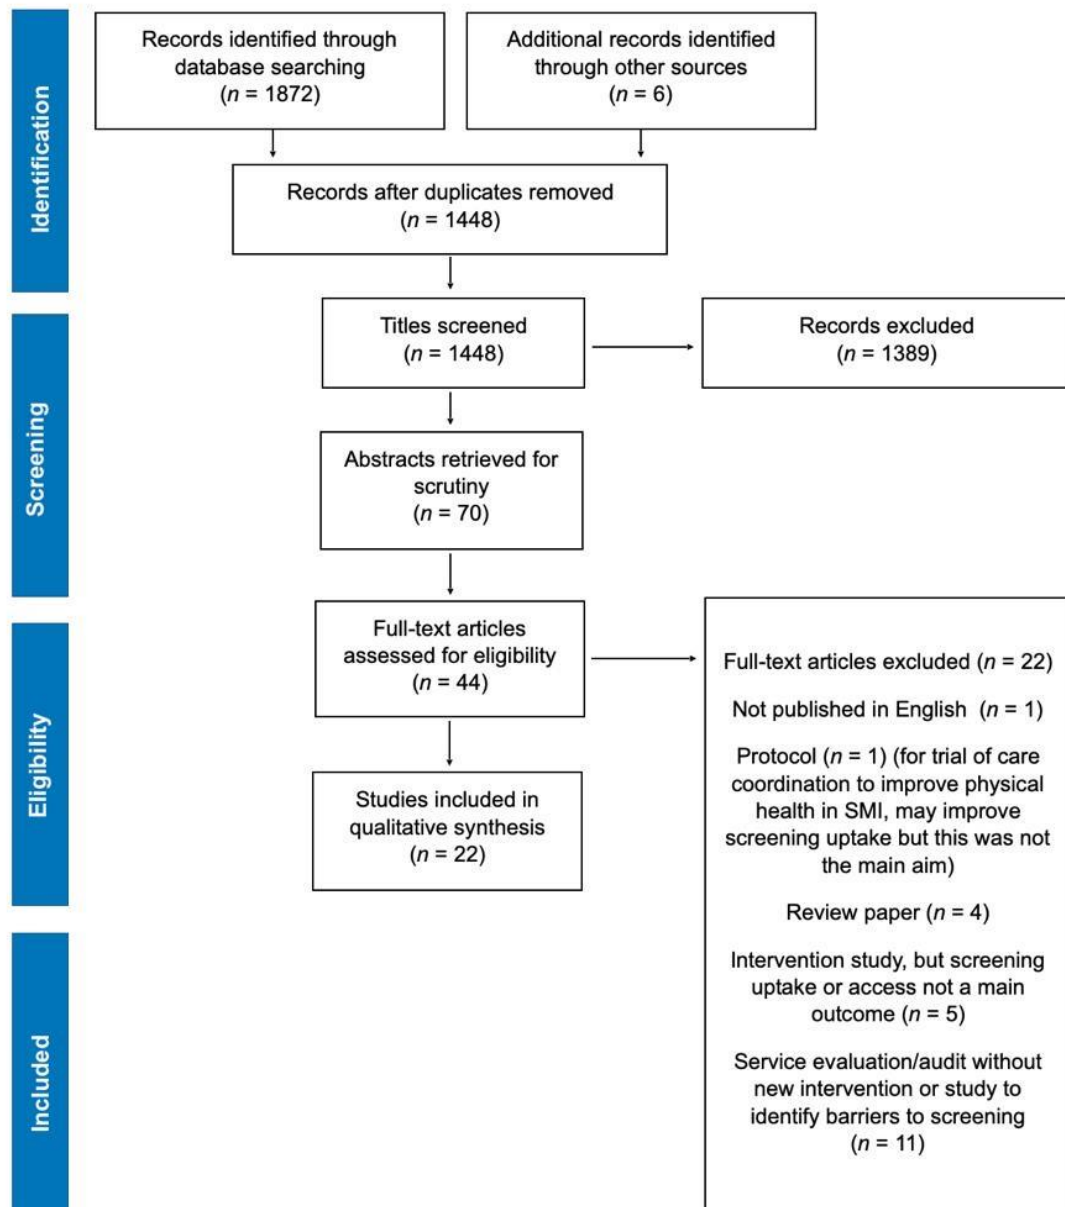 Identification
Records identified through
database searching
(n = 1872)
Additional records identified
through other sources
(n = 6)
Records after duplicates removed
(n = 1448)
Screening
Titles screened
(n = 1448)
Records excluded
(n = 1389)
Abstracts retrieved for
scrutiny
(n = 70)
Eligibility
Full-text articles
assessed for eligibility
(n = 44)
Studies included in
qualitative synthesis
(n = 22)
Full-text articles excluded (n = 22)
Not published in English (n = 1)
Protocol (n = 1) (for trial of care
coordination to improve physical
health in SMI, may improve
screening uptake but this was not
the main aim)
Review paper (n = 4)
Intervention study, but screening
uptake or access not a main
outcome (n = 5)
Service evaluation/audit without
new intervention or study to
identify barriers to screening
(n = 11)
Included